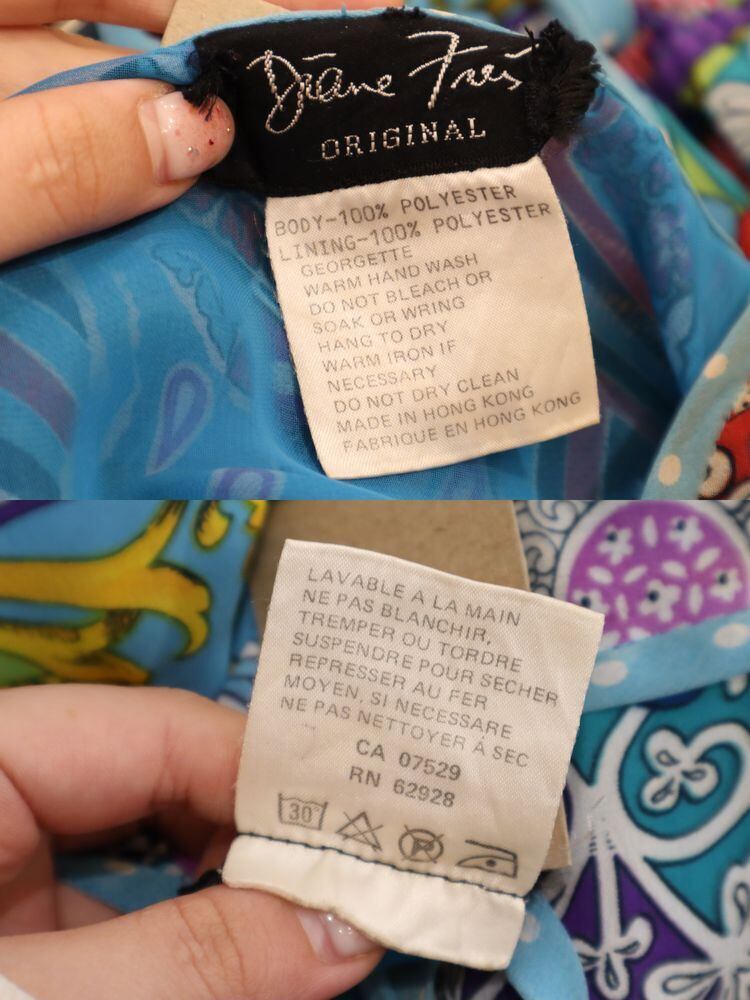 Diane Freis
ORIGINAL
BODY-100% POLYESTER
LINING-100% POLYESTER
GEORGETTE
WARM HAND WASH
DO NOT BLEACH OR
SOAK OR WRING
HANG TO DRY
WARM IRON IF
NECESSARY
DO NOT DRY CLEAN
MADE IN HONG KONG
FABRIQUE EN HONG KONG
LAVABLE A LA MAIN
NE PAS BLANCHIR,
TREMPER OU TORDRE
SUSPENDRE POUR SECHER
REPRESSER AU FER
MOYEN, SI NECESSARE
NE PAS NETTOYER À SEC
CA 07529
RN 62928
30°
P